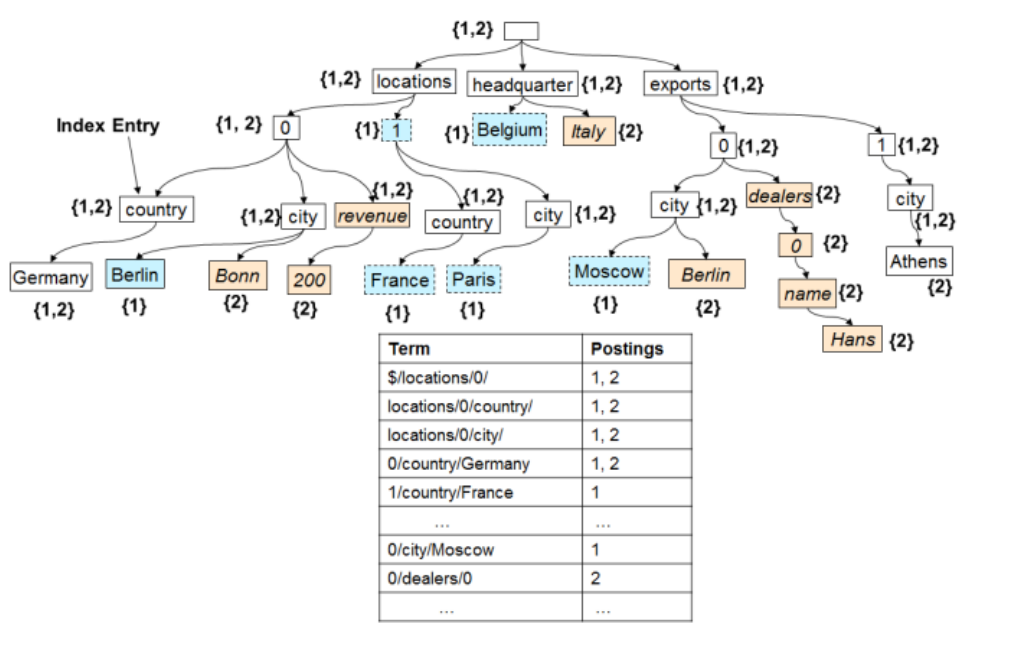 {1,2}
{1,2} locations headquarter {1,2} exports {1,2}
Index Entry {1, 2} 0 {1} 1 {1} Belgium Italy {2} 0 {1,2} 1 {1,2}
{1,2} country {1,2} city {1,2} revenue {1,2} country city {1,2} city {1,2} dealers {2} city {1,2}
0 {2}
Germany Berlin Bonn 200 France Paris Moscow Berlin Athens
{1,2} {1} {2} {2} {1} {1} {1} {2} name {2} {2}
Hans {2}
Term Postings
$/locations/0/ 1, 2
locations/0/country/ 1, 2
locations/0/city/ 1, 2
0/country/Germany 1, 2
1/country/France 1
... ...
0/city/Moscow 1
0/dealers/0 2
... ...